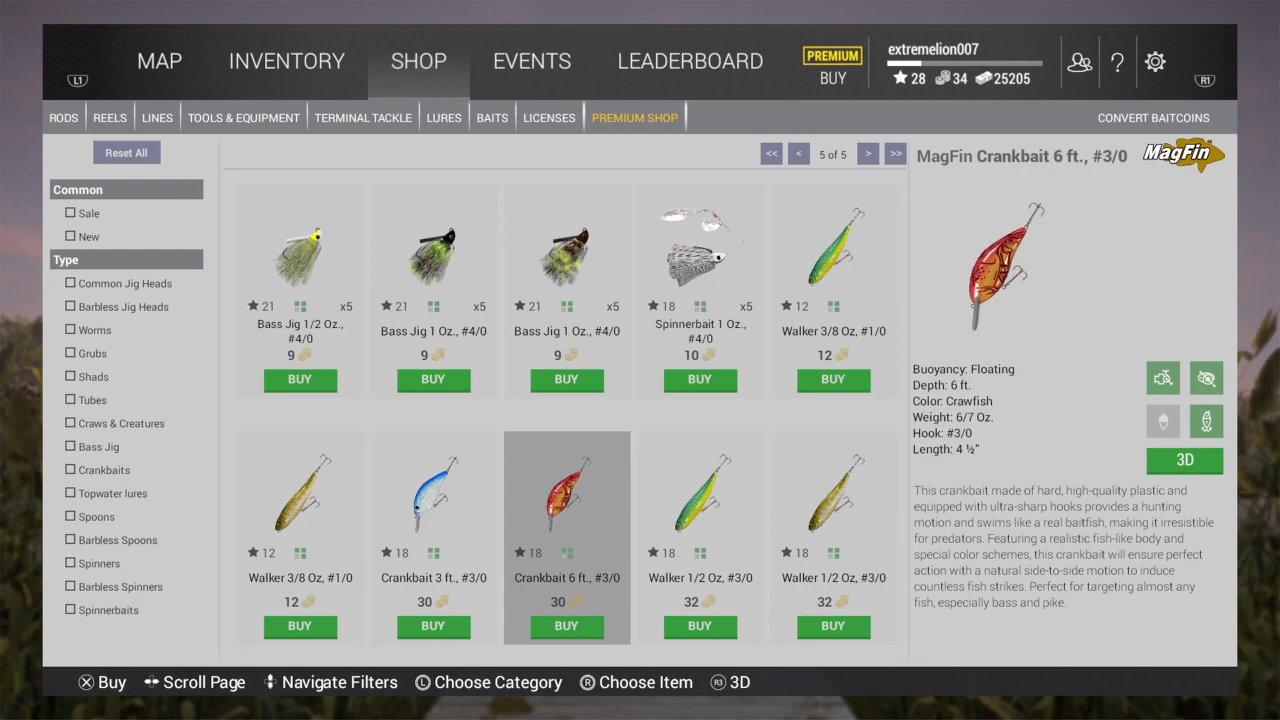 MAP INVENTORY SHOP EVENTS LEADERBOARD
PREMIUM
BUY
extremelion007
28 34 25205
?
L1
R1
RODS REELS LINES TOOLS & EQUIPMENT TERMINAL TACKLE LURES BAITS LICENSES PREMIUM SHOP CONVERT BAITCOINS
Reset All
Common
Sale
New
Type
Common Jig Heads
Barbless Jig Heads
Worms
Grubs
Shads
Tubes
Craws & Creatures
Bass Jig
Crankbaits
Topwater lures
Spoons
Barbless Spoons
Spinners
Barbless Spinners
Spinnerbaits
<< < 5 of 5 > >>
21 x5
Bass Jig 1/2 Oz.,
#4/0
9
BUY
21 x5
Bass Jig 1 Oz., #4/0
9
BUY
21 x5
Bass Jig 1 Oz., #4/0
9
BUY
18 x5
Spinnerbait 1 Oz.,
#4/0
10
BUY
12
Walker 3/8 Oz, #1/0
12
BUY
12
Walker 3/8 Oz, #1/0
12
BUY
18
Crankbait 3 ft., #3/0
30
BUY
18
Crankbait 6 ft., #3/0
30
BUY
18
Walker 1/2 Oz, #3/0
32
BUY
18
Walker 1/2 Oz, #3/0
32
BUY
MagFin Crankbait 6 ft., #3/0
MagFin
Buoyancy: Floating
Depth: 6 ft.
Color: Crawfish
Weight: 6/7 Oz.
Hook: #3/0
Length: 4 ½"
3D
This crankbait made of hard, high-quality plastic and
equipped with ultra-sharp hooks provides a hunting
motion and swims like a real baitfish, making it irresistible
for predators. Featuring a realistic fish-like body and
special color schemes, this crankbait will ensure perfect
action with a natural side-to-side motion to induce
countless fish strikes. Perfect for targeting almost any
fish, especially bass and pike.
Buy Scroll Page Navigate Filters L Choose Category R Choose Item R3 3D